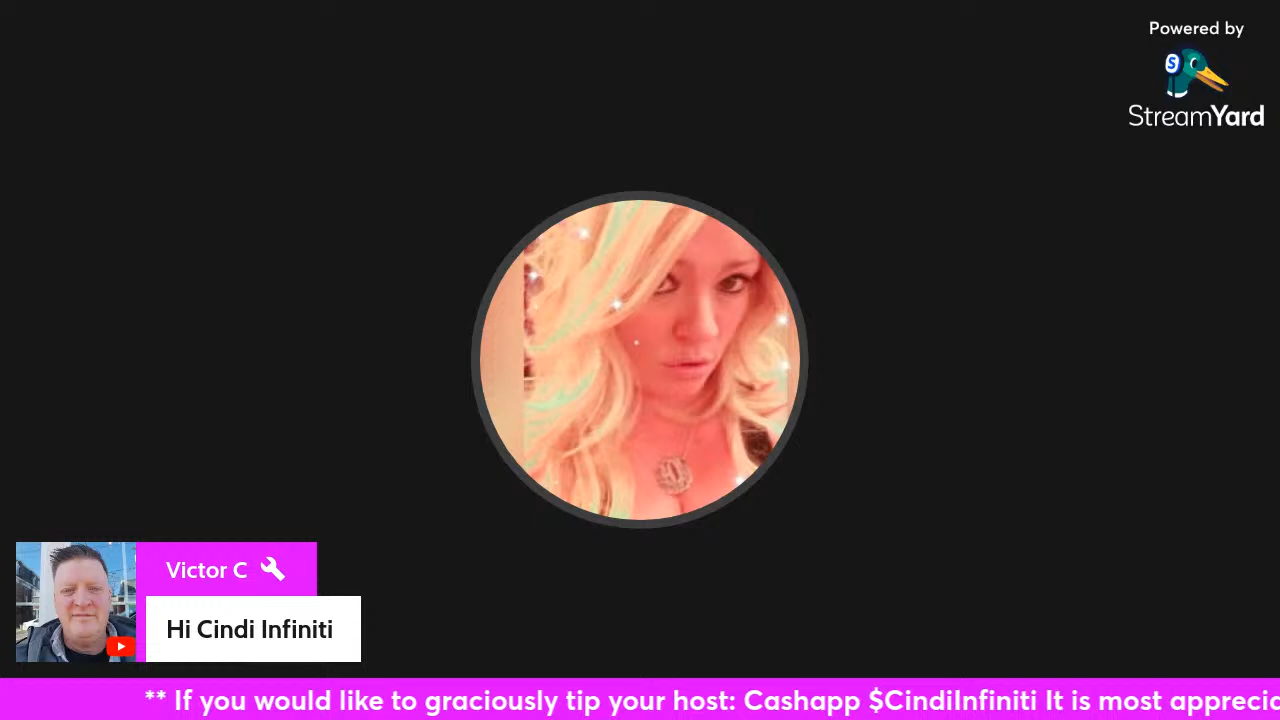 Powered by
S
StreamYard
Victor C
Hi Cindi Infiniti
** If you would like to graciously tip your host: Cashapp $CindiInfiniti It is most apprecia